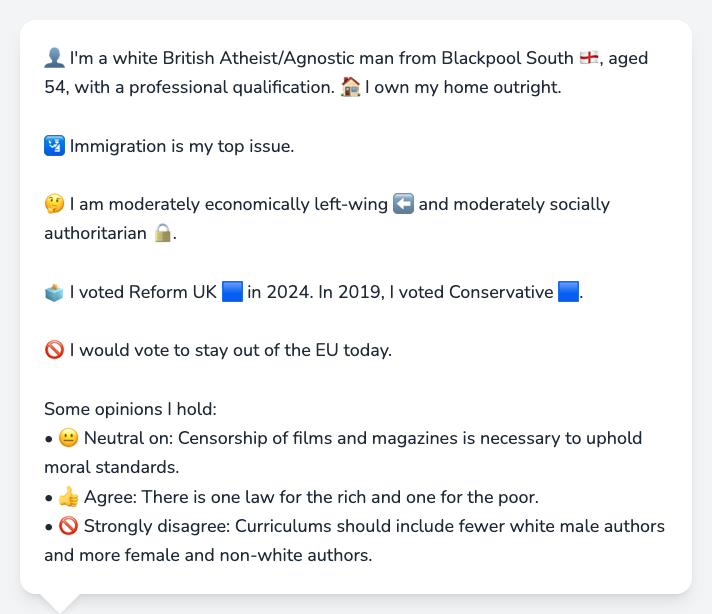 👤 I'm a white British Atheist/Agnostic man from Blackpool South 🏴󠁧󠁢󠁥󠁮󠁧󠁿, aged
54, with a professional qualification. 🏠 I own my home outright.
🛂 Immigration is my top issue.
🤔 I am moderately economically left-wing ⬅️ and moderately socially
authoritarian 🔒.
🗳️ I voted Reform UK 🟦 in 2024. In 2019, I voted Conservative 🟦.
🚫 I would vote to stay out of the EU today.
Some opinions I hold:
• 😐 Neutral on: Censorship of films and magazines is necessary to uphold
moral standards.
• 👍 Agree: There is one law for the rich and one for the poor.
• 🚫 Strongly disagree: Curriculums should include fewer white male authors
and more female and non-white authors.